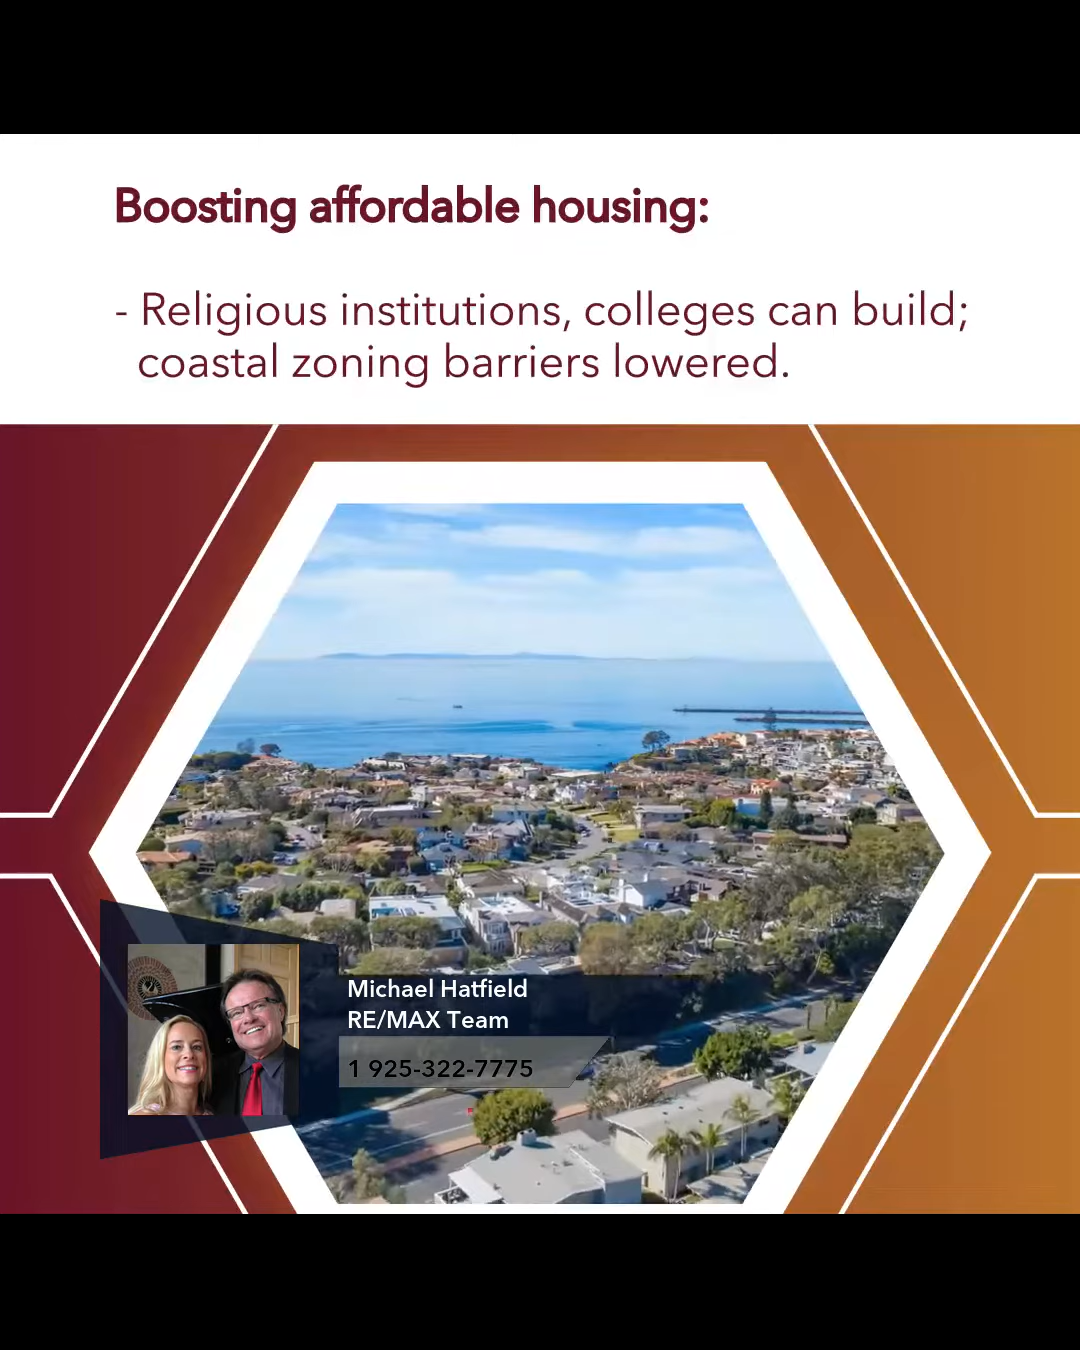 Boosting affordable housing:
- Religious institutions, colleges can build;
coastal zoning barriers lowered.
Michael Hatfield
RE/MAX Team
1 925-322-7775